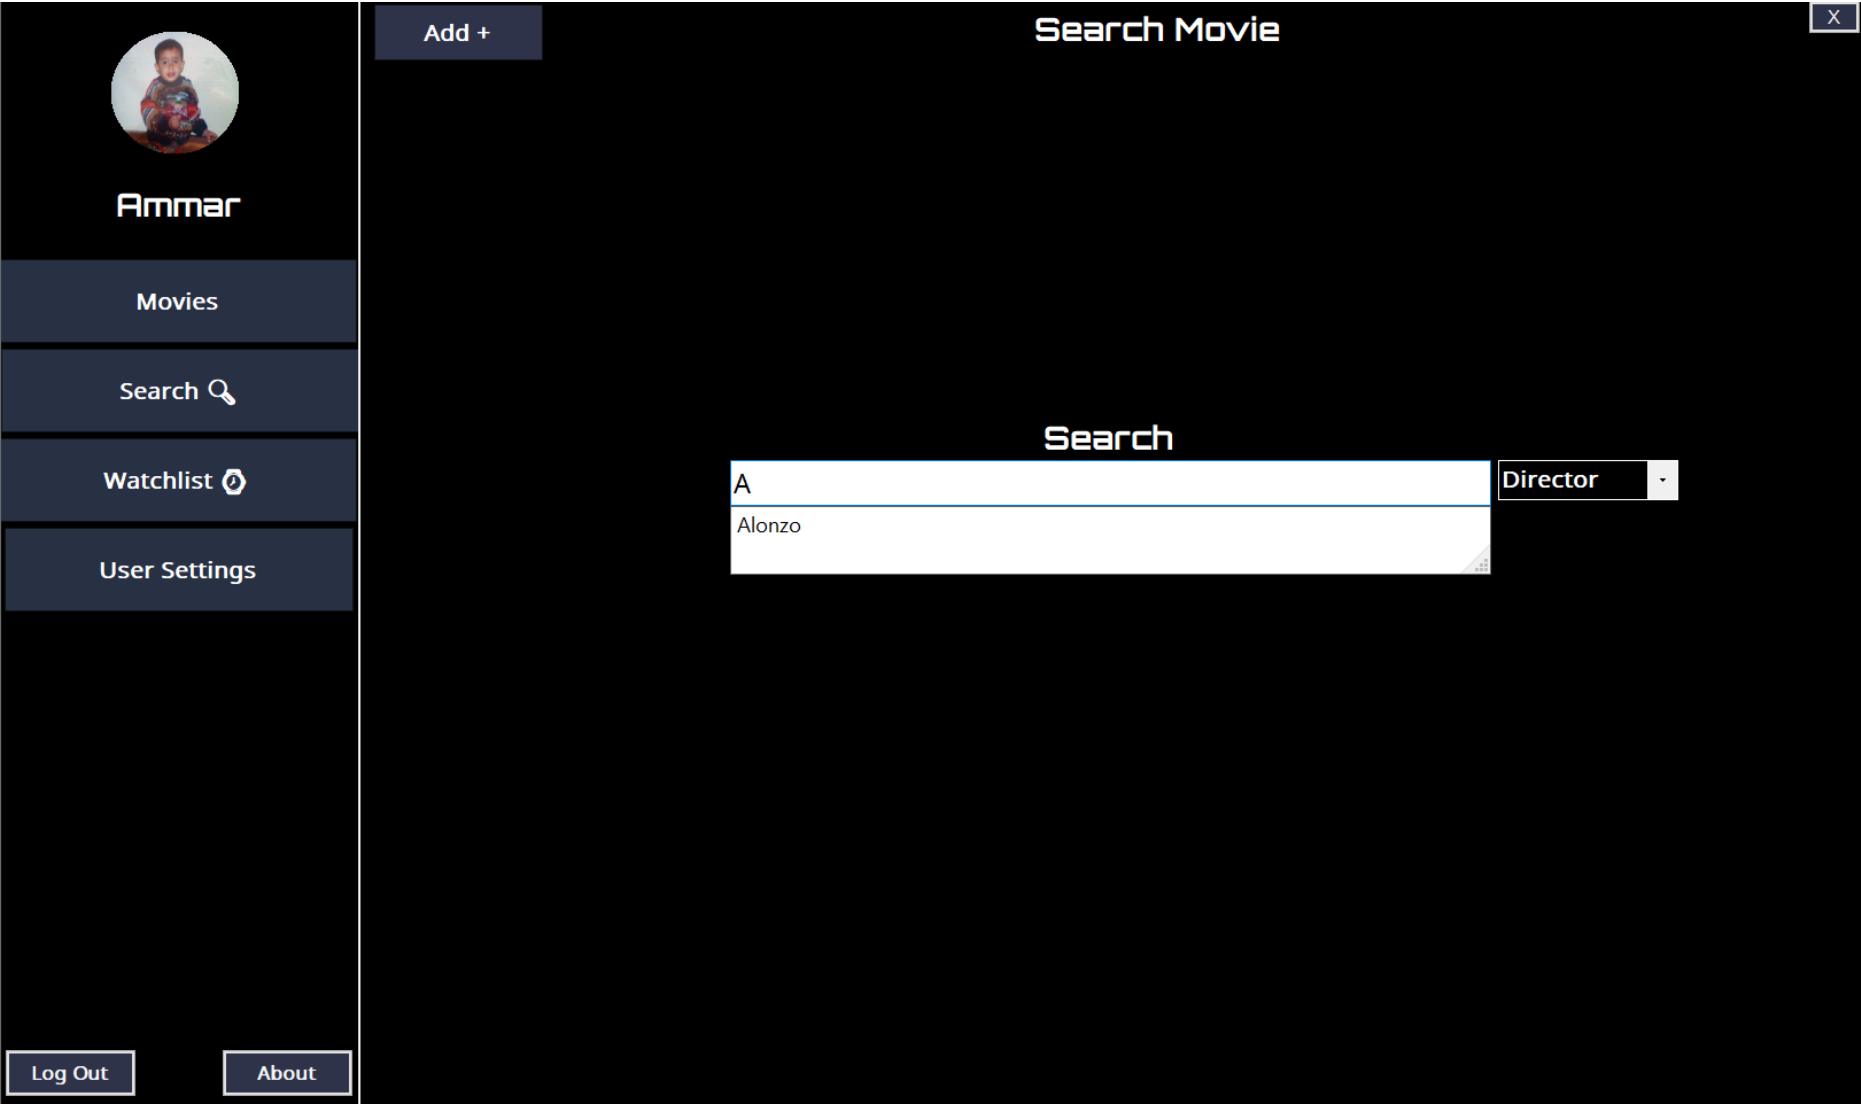 Add +
Search Movie
X
Ammar
Movies
Search
Watchlist
User Settings
Search
A
Director
Alonzo
Log Out
About